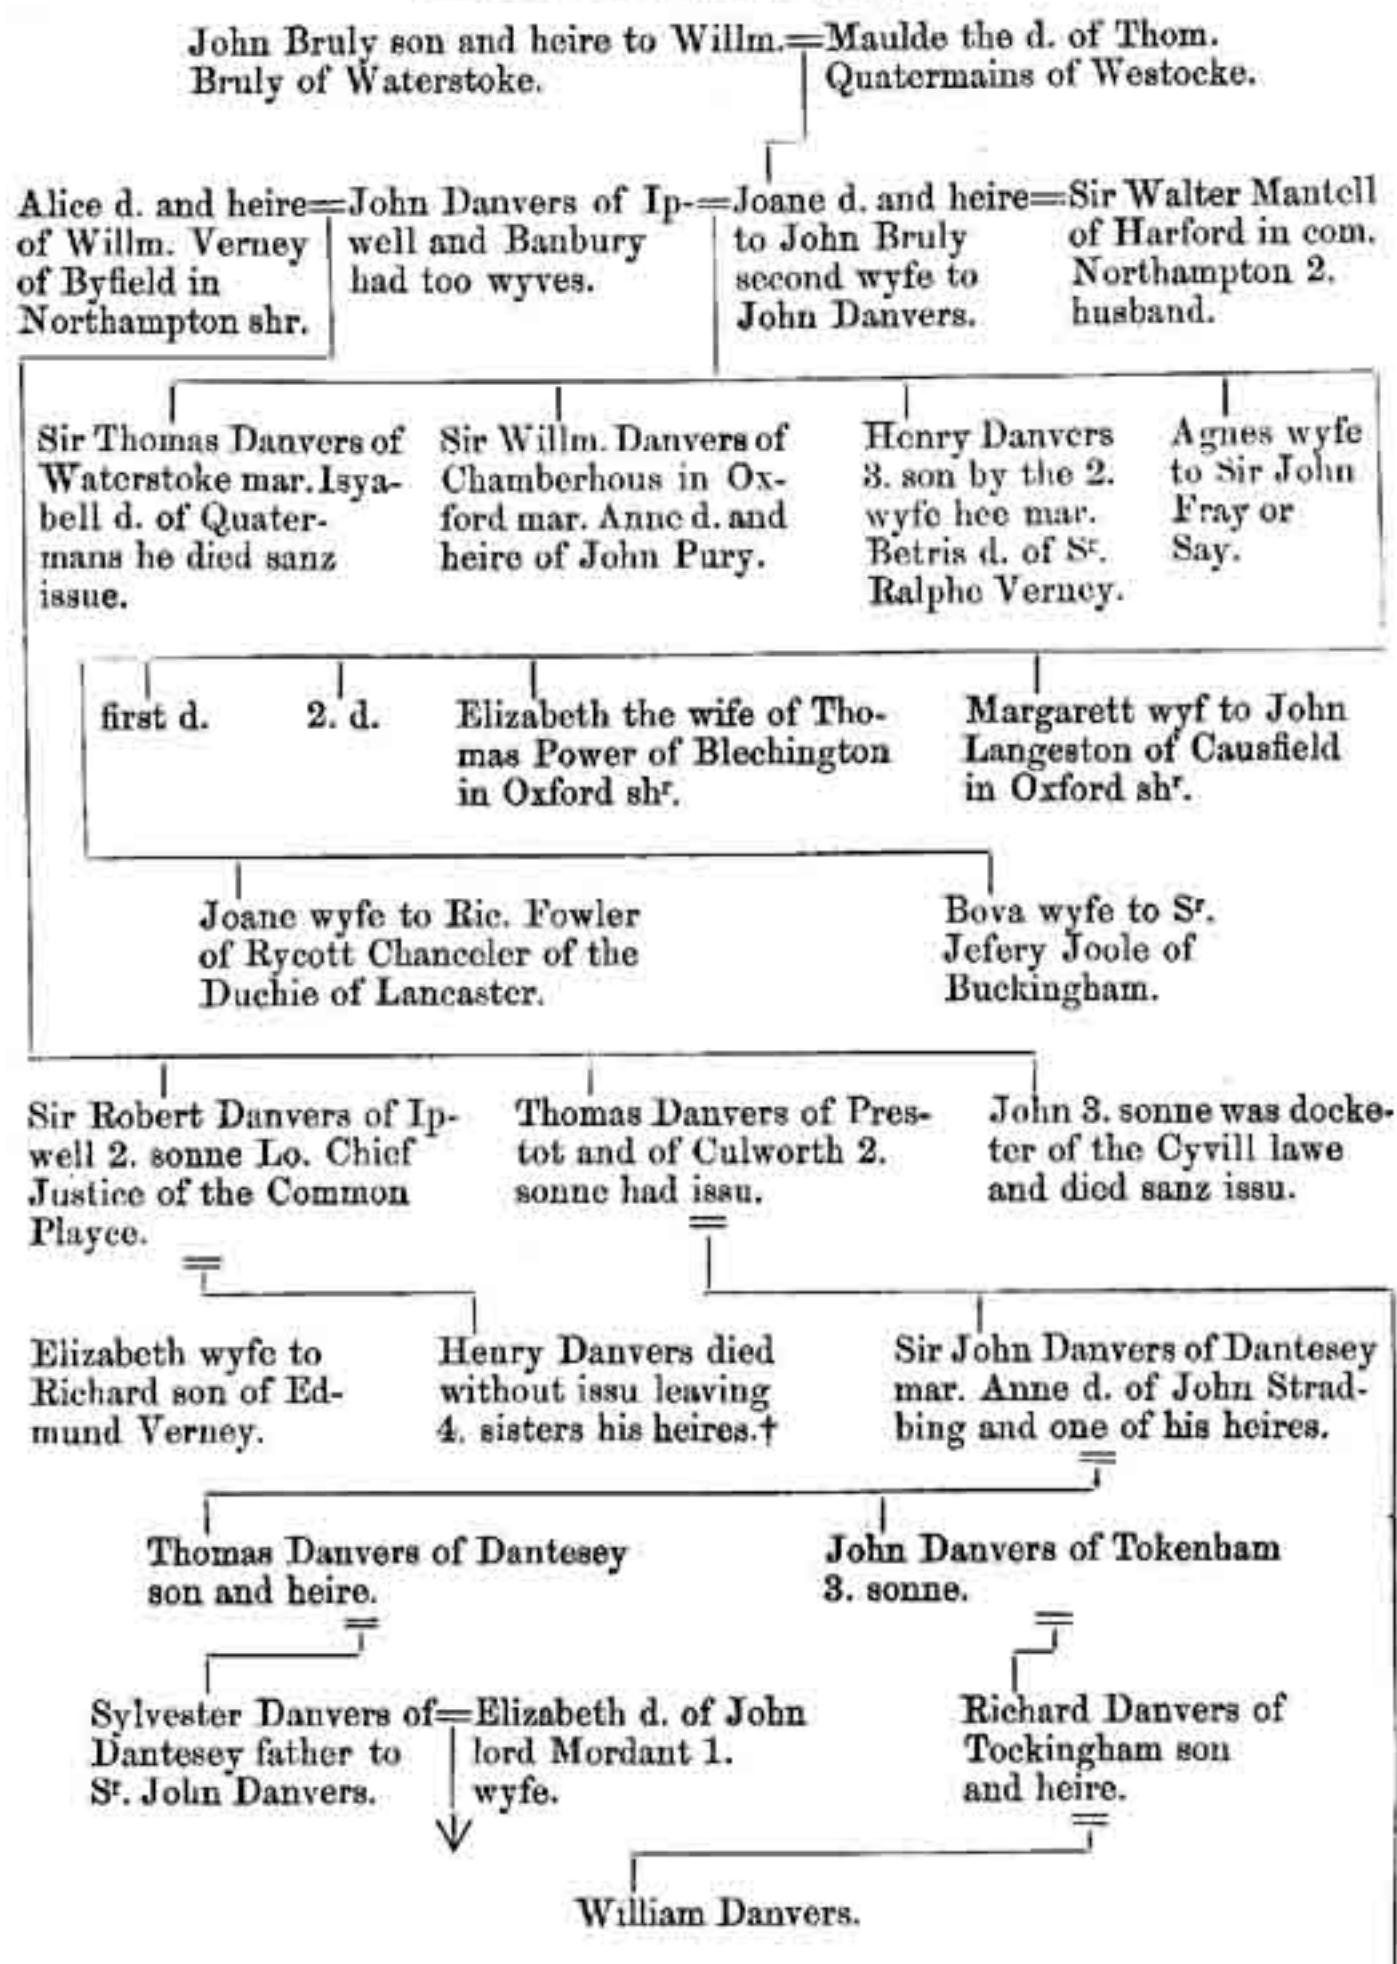 John Bruly son and heire to Willm.
Bruly of Waterstoke.
Maulde the d. of Thom.
Quatermains of Westocke.
Alice d. and heire
of Willm. Verney
of Byfield in
Northampton shr.
John Danvers of Ip-
well and Banbury
had too wyves.
Joane d. and heire
to John Bruly
second wyfe to
John Danvers.
Sir Walter Mantell
of Harford in com.
Northampton 2.
husband.
Sir Thomas Danvers of
Waterstoke mar. Isya-
bell d. of Quater-
mans he died sanz
issue.
Sir Willm. Danvers of
Chamberhous in Ox-
ford mar. Anne d. and
heire of John Pury.
Henry Danvers
3. son by the 2.
wyfe hee mar.
Betris d. of Sr.
Ralphe Verney.
Agnes wyfe
to Sir John
Fray or
Say.
first d.
2. d.
Elizabeth the wife of Tho-
mas Power of Blechington
in Oxford shr.
Margarett wyf to John
Langeston of Causfield
in Oxford shr.
Joane wyfe to Ric. Fowler
of Rycott Chanceler of the
Duchie of Lancaster.
Bova wyfe to Sr.
Jefery Joole of
Buckingham.
Sir Robert Danvers of Ip-
well 2. sonne Lo. Chief
Justice of the Common
Playce.
Thomas Danvers of Pres-
tot and of Culworth 2.
sonne had issu.
John 3. sonne was docke-
ter of the Cyvill lawe
and died sanz issu.
Elizabeth wyfe to
Richard son of Ed-
mund Verney.
Henry Danvers died
without issu leaving
4. sisters his heires.†
Sir John Danvers of Dantesey
mar. Anne d. of John Strad-
bing and one of his heires.
Thomas Danvers of Dantesey
son and heire.
John Danvers of Tokenham
3. sonne.
Sylvester Danvers of
Dantesey father to
Sr. John Danvers.
Elizabeth d. of John
lord Mordant 1.
wyfe.
Richard Danvers of
Tockingham son
and heire.
William Danvers.